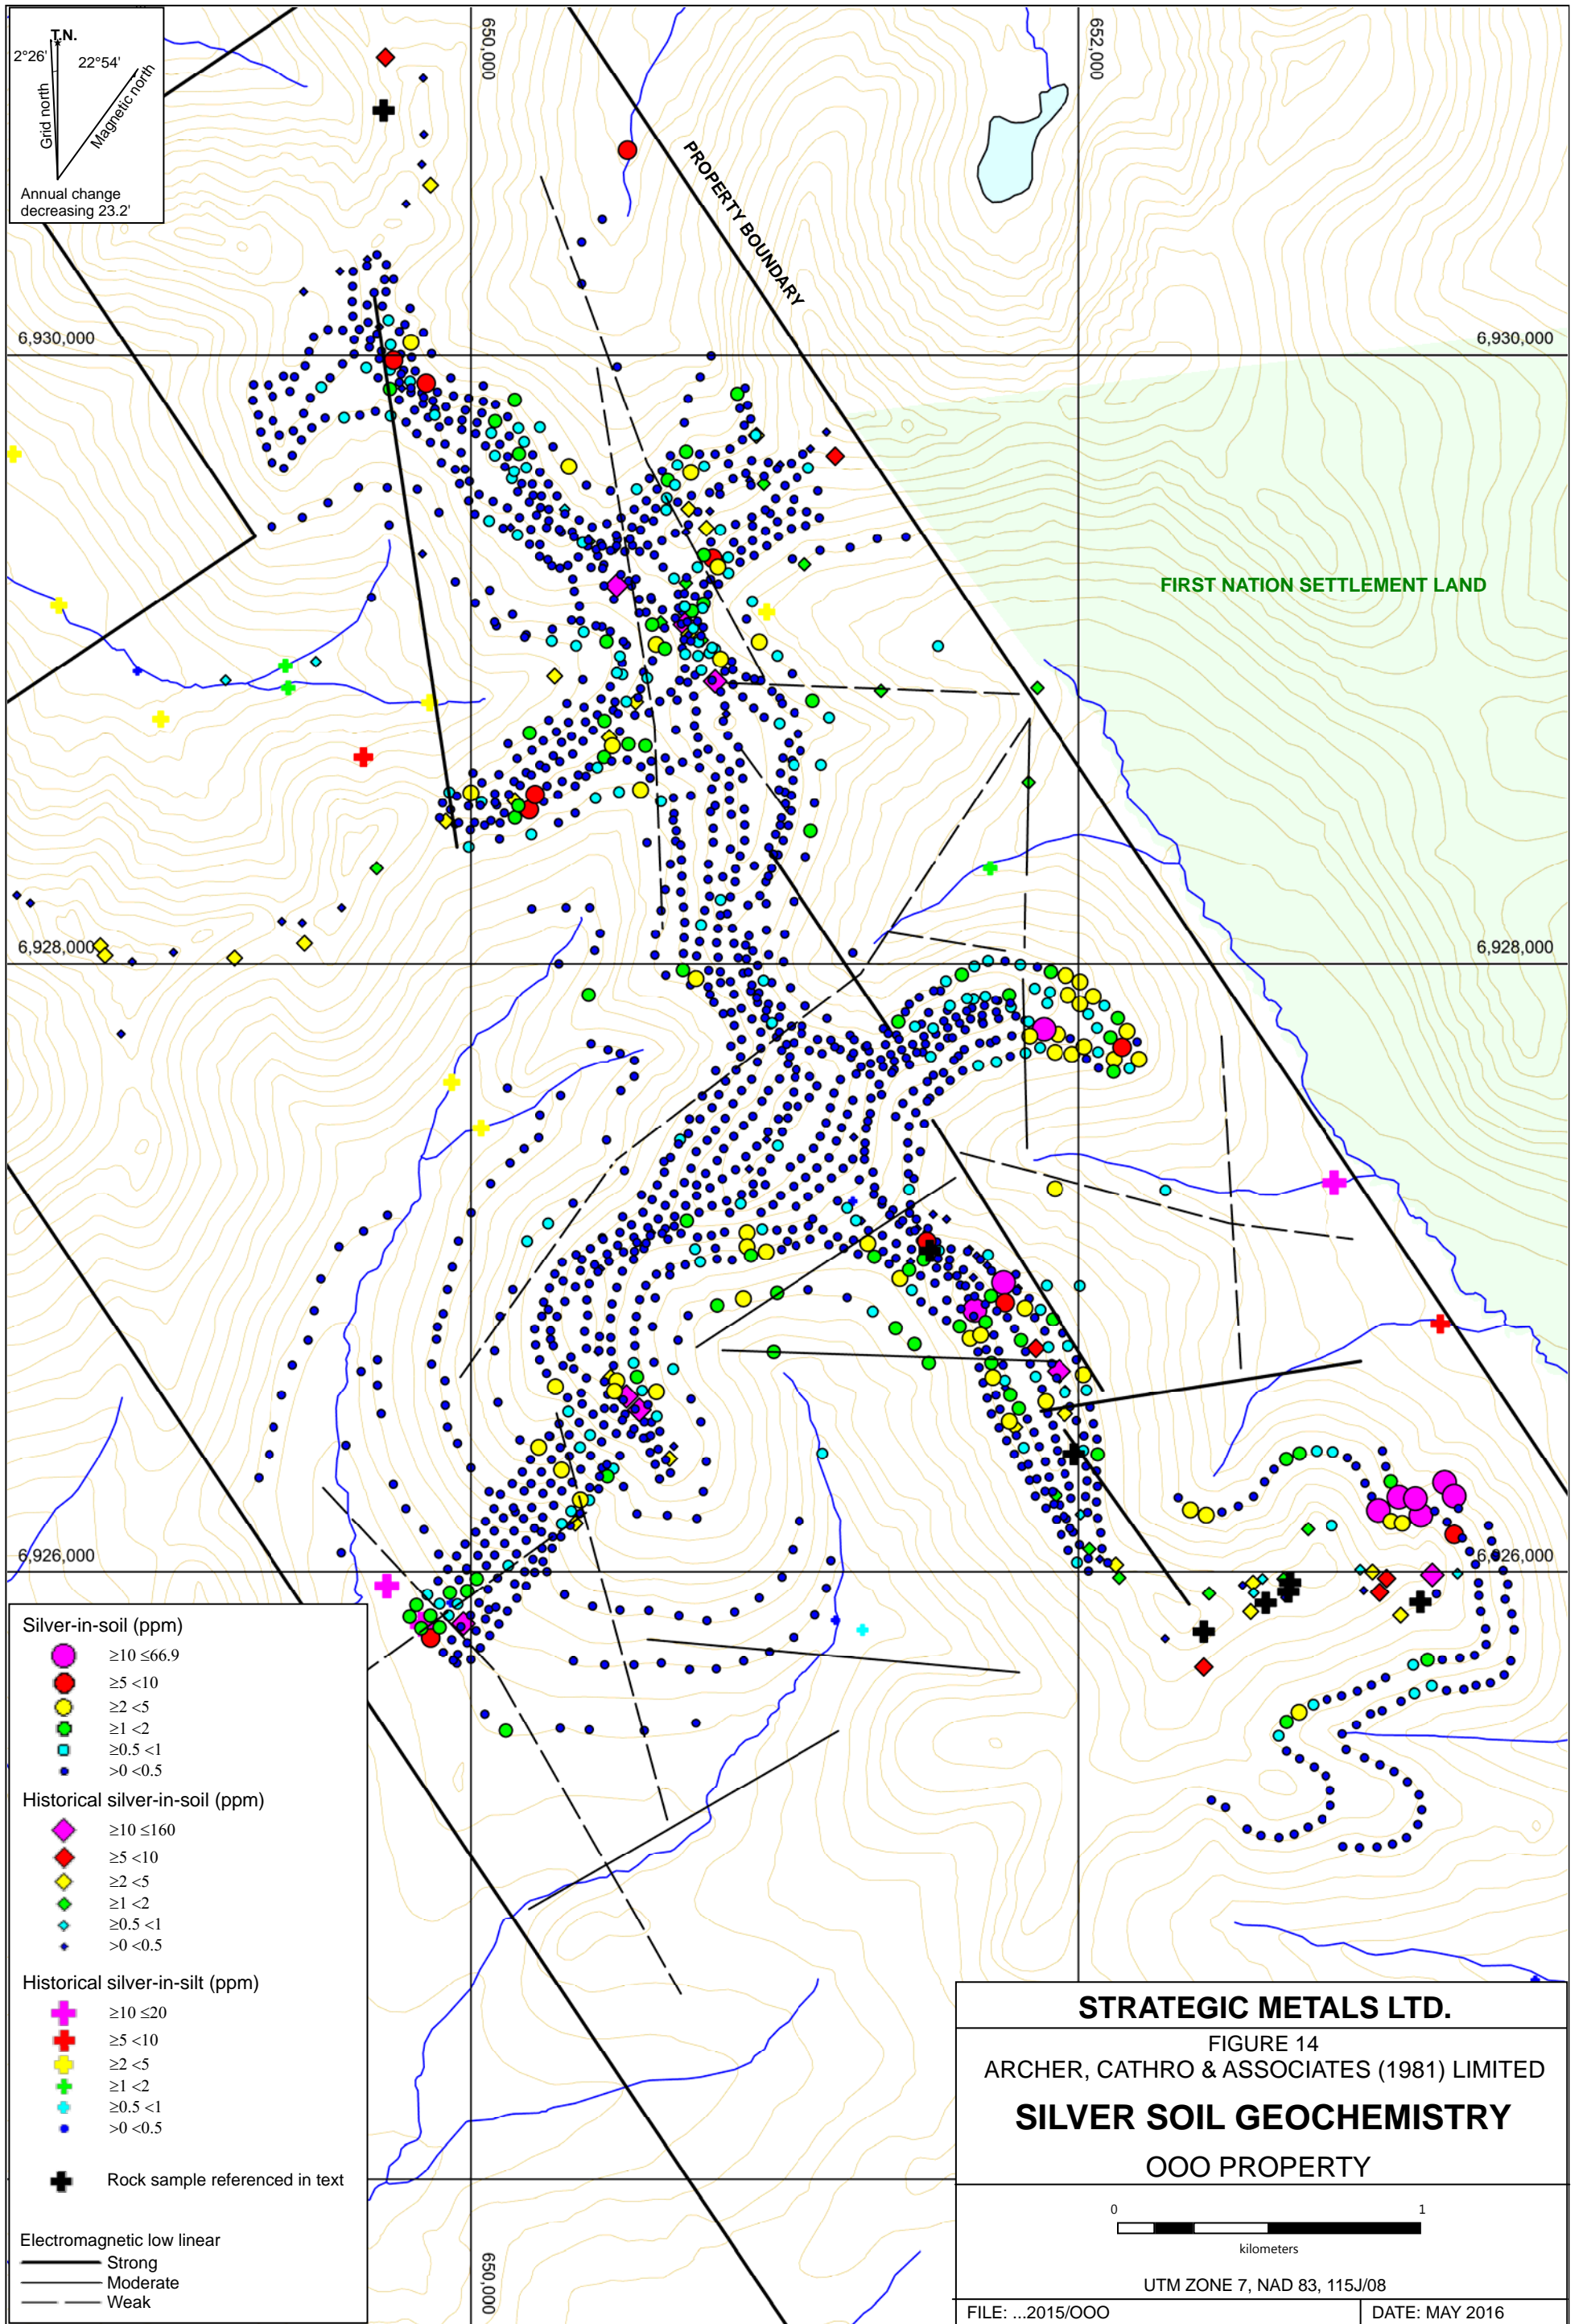 T.N.
2°26'
22°54'
Grid north
Magnetic north
Annual change
decreasing 23.2'
650,000
652,000
PROPERTY BOUNDARY
6,930,000
6,930,000
FIRST NATION SETTLEMENT LAND
6,928,000
6,928,000
6,926,000
6,926,000
Silver-in-soil (ppm)
≥10 ≤66.9
≥5 <10
≥2 <5
≥1 <2
≥0.5 <1
>0 <0.5
Historical silver-in-soil (ppm)
≥10 ≤160
≥5 <10
≥2 <5
≥1 <2
≥0.5 <1
>0 <0.5
Historical silver-in-silt (ppm)
≥10 ≤20
≥5 <10
≥2 <5
≥1 <2
≥0.5 <1
>0 <0.5
Rock sample referenced in text
Electromagnetic low linear
Strong
Moderate
Weak
650,000
STRATEGIC METALS LTD.
FIGURE 14
ARCHER, CATHRO & ASSOCIATES (1981) LIMITED
SILVER SOIL GEOCHEMISTRY
OOO PROPERTY
0 1
kilometers
UTM ZONE 7, NAD 83, 115J/08
FILE: ...2015/OOO
DATE: MAY 2016